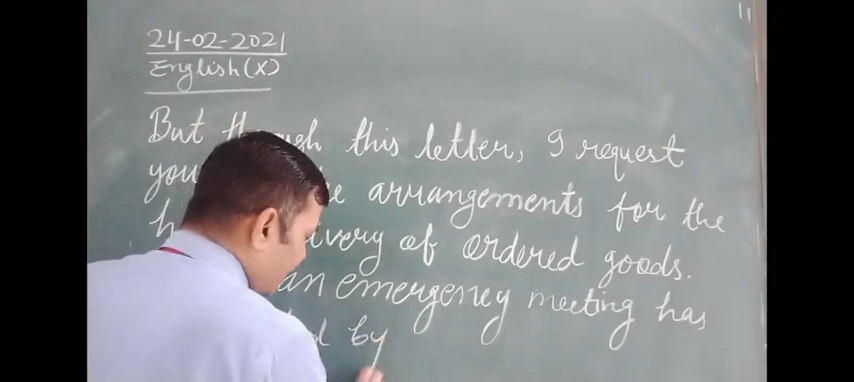 24-02-2021
English (X)
But through this letter, I request
you arrangements for the
delivery of ordered goods.
an emergency meeting has
by